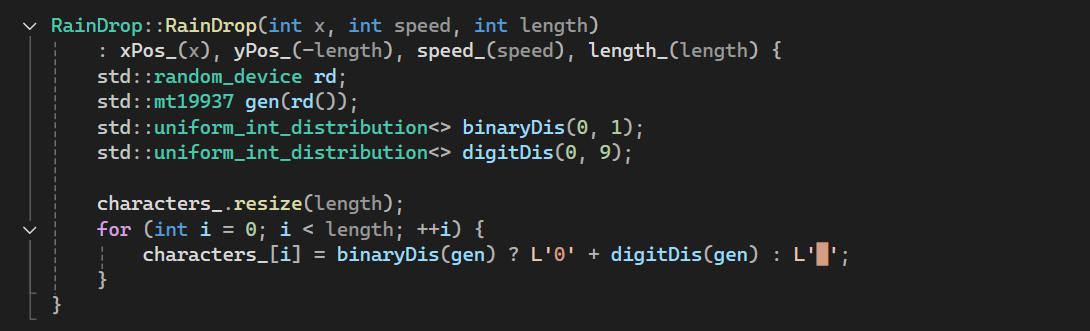 RainDrop::RainDrop(int x, int speed, int length)
    : xPos_(x), yPos_(-length), speed_(speed), length_(length) {
    std::random_device rd;
    std::mt19937 gen(rd());
    std::uniform_int_distribution<> binaryDis(0, 1);
    std::uniform_int_distribution<> digitDis(0, 9);

    characters_.resize(length);
    for (int i = 0; i < length; ++i) {
        characters_[i] = binaryDis(gen) ? L'0' + digitDis(gen) : L'█';
    }
}